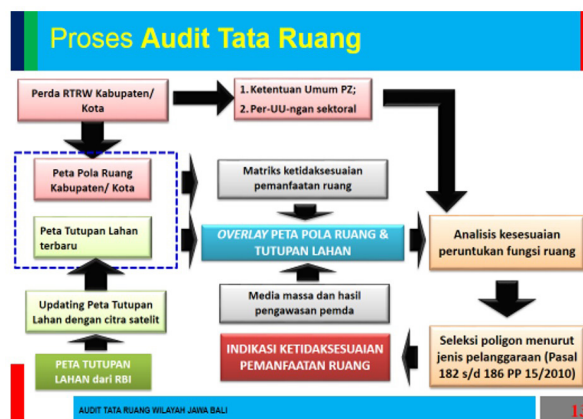 Proses Audit Tata Ruang
Perda RTRW Kabupaten/
Kota
1. Ketentuan Umum PZ;
2. Per-UU-ngan sektoral
Peta Pola Ruang
Kabupaten/ Kota
Matriks ketidaksesuaian
pemanfaatan ruang
Peta Tutupan Lahan
terbaru
OVERLAY PETA POLA RUANG &
TUTUPAN LAHAN
Analisis kesesuaian
peruntukan fungsi ruang
Updating Peta Tutupan
Lahan dengan citra satelit
Media massa dan hasil
pengawasan pemda
PETA TUTUPAN
LAHAN dari RBI
INDIKASI KETIDAKSESUAIAN
PEMANFAATAN RUANG
Seleksi poligon menurut
jenis pelanggaraan (Pasal
182 s/d 186 PP 15/2010)
AUDIT TATA RUANG WILAYAH JAWA BALI